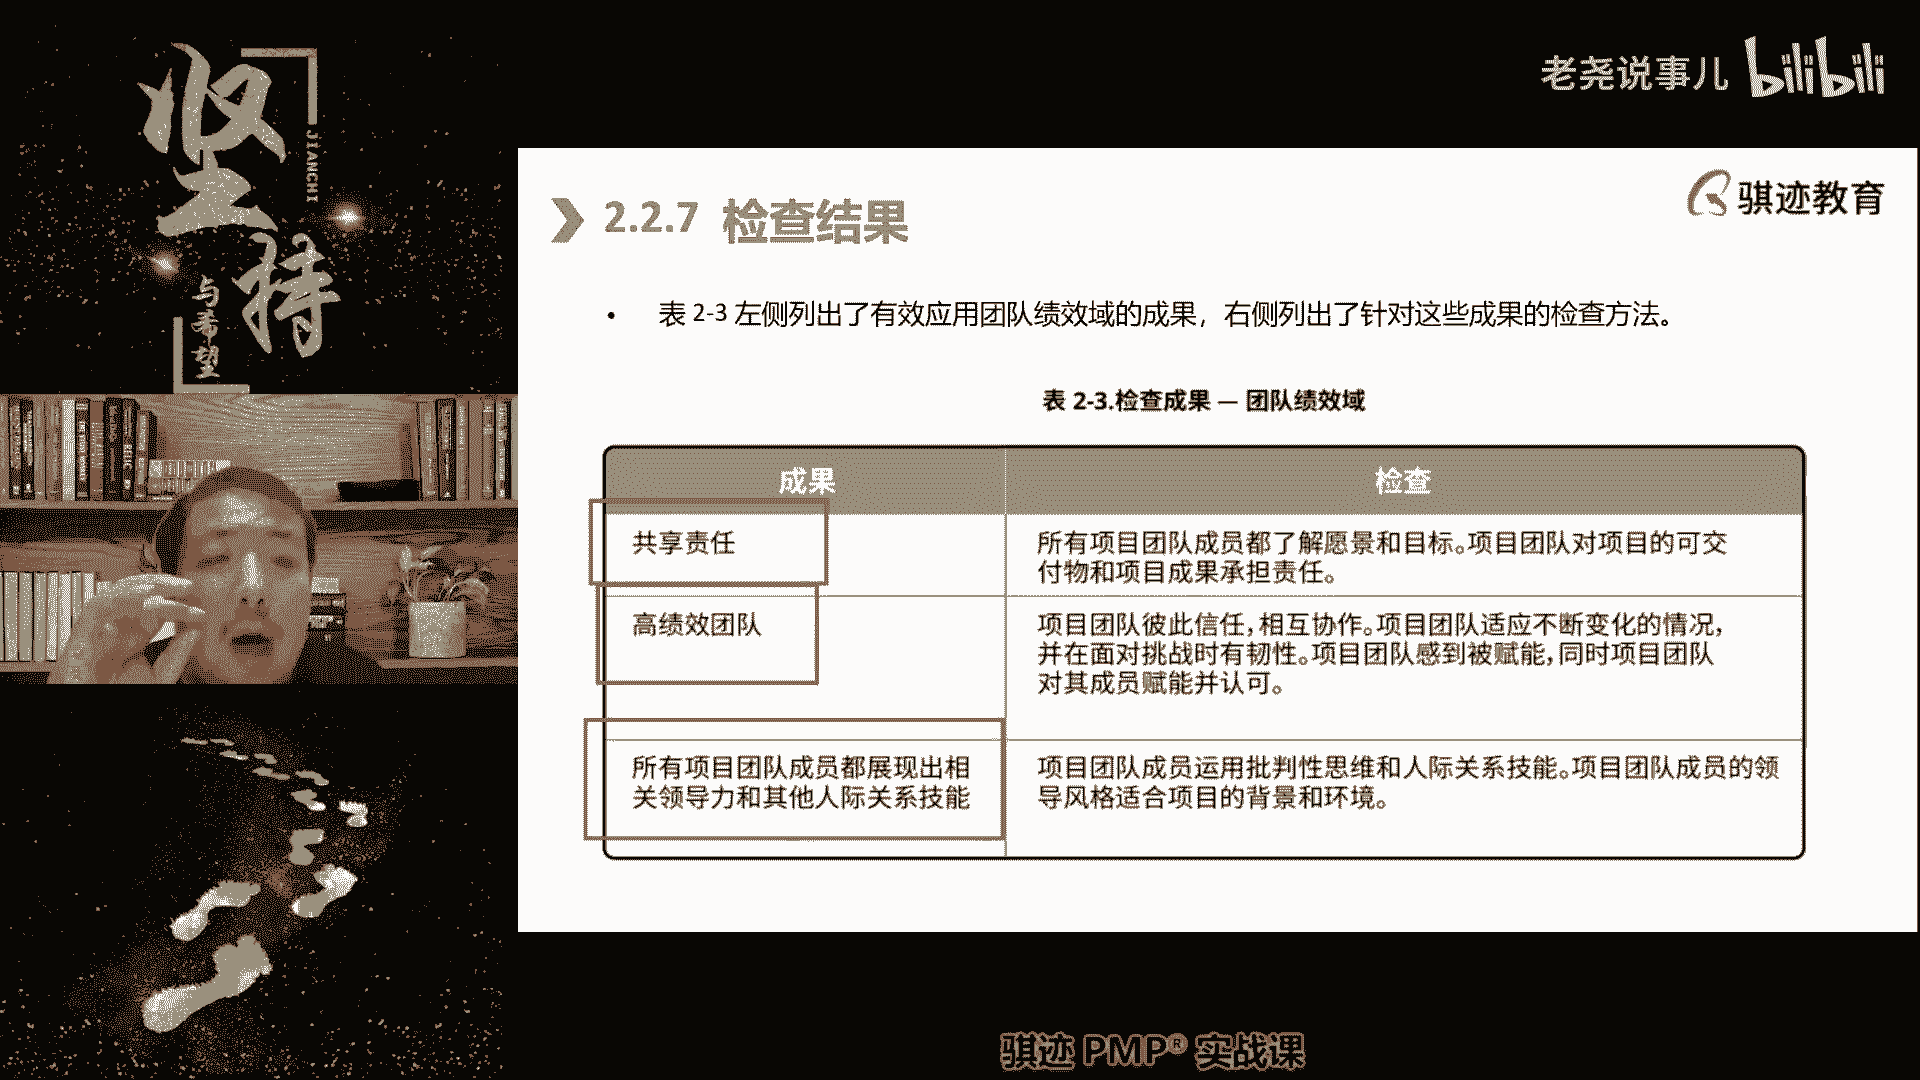 坚持
JIANCHI
与希望
老尧说事儿 bilibili
骐迹教育
2.2.7 检查结果
• 表 2-3 左侧列出了有效应用团队绩效域的成果，右侧列出了针对这些成果的检查方法。
表 2-3.检查成果 — 团队绩效域
成果 检查
共享责任
所有项目团队成员都了解愿景和目标。项目团队对项目的可交
付物和项目成果承担责任。
高绩效团队
项目团队彼此信任，相互协作。项目团队适应不断变化的情况，
并在面对挑战时有韧性。项目团队感到被赋能，同时项目团队
对其成员赋能并认可。
所有项目团队成员都展现出相
关领导力和其他人际关系技能
项目团队成员运用批判性思维和人际关系技能。项目团队成员的领
导风格适合项目的背景和环境。
骐迹 PMP® 实战课